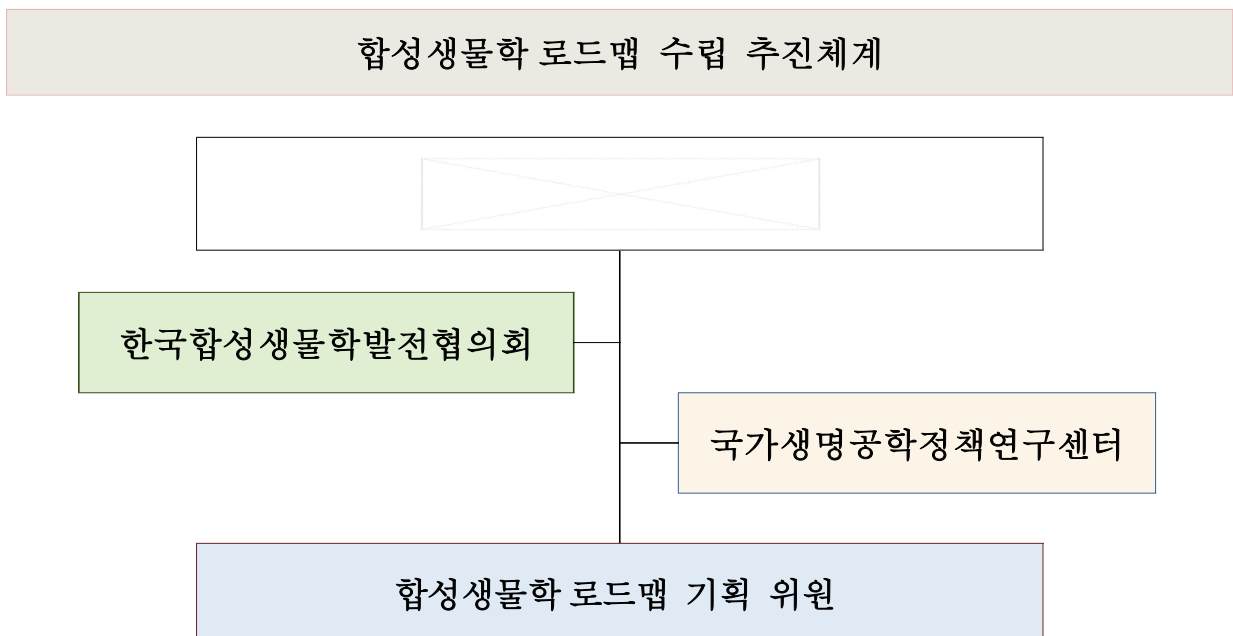 합성생물학 로드맵 수립 추진체계
한국합성생물학발전협의회
국가생명공학정책연구센터
합성생물학 로드맵 기획 위원